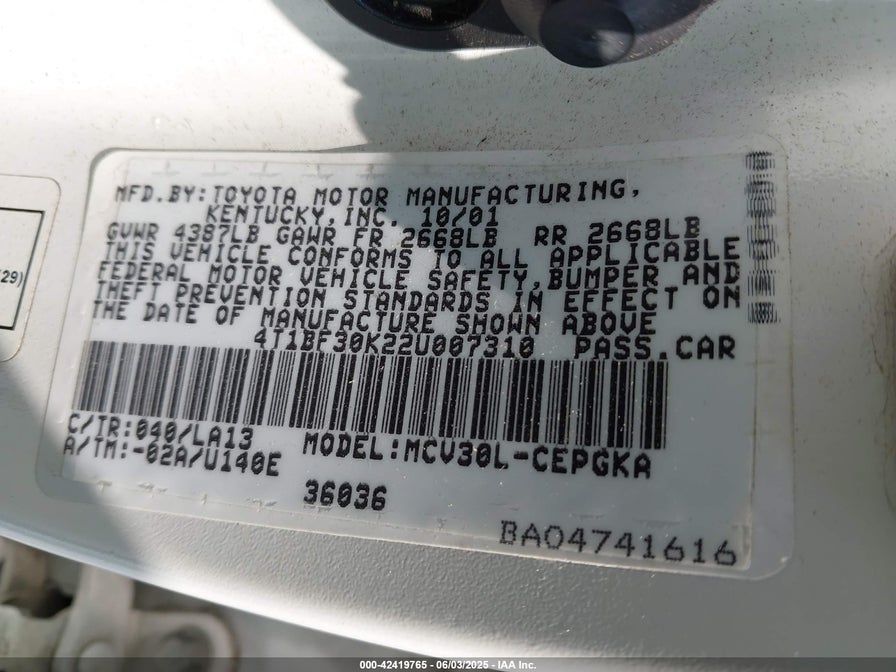 MFD.BY:TOYOTA MOTOR MANUFACTURING,
KENTUCKY,INC. 10/01
GVWR 4387LB GAWR FR 2668LB RR 2668LB
THIS VEHICLE CONFORMS TO ALL APPLICABLE
FEDERAL MOTOR VEHICLE SAFETY,BUMPER AND
THEFT PREVENTION STANDARDS IN EFFECT ON
THE DATE OF MANUFACTURE SHOWN ABOVE
4T1BF30K22U007310 PASS.CAR
C/TR:040/LA13 MODEL:MCV30L-CEPGKA
A/TM:-02A/U140E
36036
BA04741616
29)
000-42419765 - 06/03/2025 - IAA Inc.